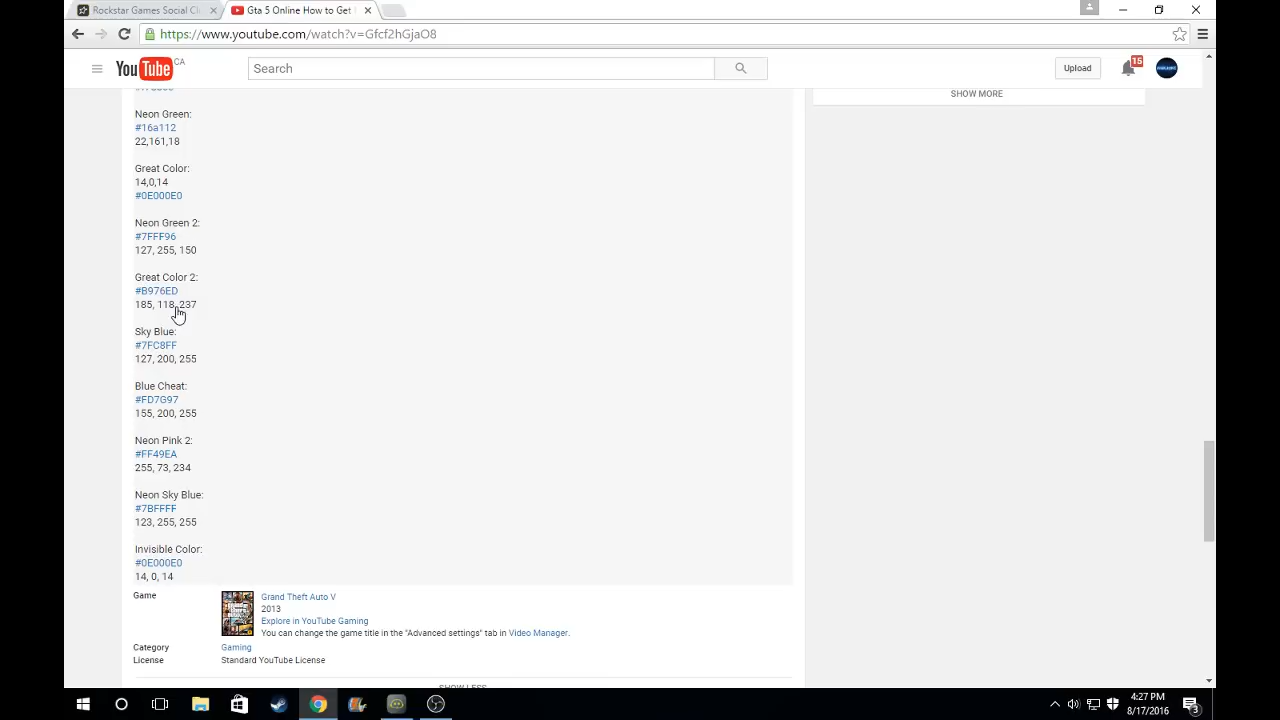 Rockstar Games Social Cl
Gta 5 Online How to Get
https://www.youtube.com/watch?v=Gfcf2hGjaO8
YouTube CA
Search
Upload
15
SHOW MORE
Neon Green:
#16a112
22,161,18
Great Color:
14,0,14
#0E000E0
Neon Green 2:
#7FFF96
127, 255, 150
Great Color 2:
#B976ED
185, 118, 237
Sky Blue:
#7FC8FF
127, 200, 255
Blue Cheat:
#FD7G97
155, 200, 255
Neon Pink 2:
#FF49EA
255, 73, 234
Neon Sky Blue:
#7BFFFF
123, 255, 255
Invisible Color:
#0E000E0
14, 0, 14
Game
Grand Theft Auto V
2013
Explore in YouTube Gaming
You can change the game title in the "Advanced settings" tab in Video Manager.
Category
Gaming
License
Standard YouTube License
SHOW LESS
4:27 PM
8/17/2016
3